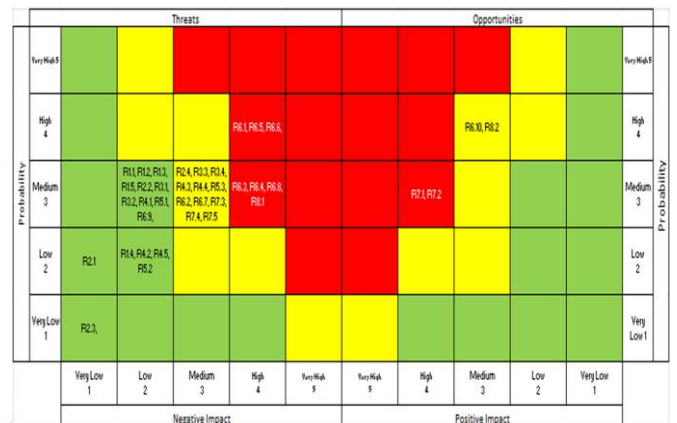 Threats Opportunities
Very High 5 Very High 5
High High
4 R6.1, R6.5, R6.6, R6.10, R8.2 4
Probability
R1.1, R1.2, R1.3, R2.4, R3.3, R3.4,
Medium R1.5, R2.2, R3.1, R4.3, R4.4, R5.3, R6.3, R6.4, R6.8, R7.1, R7.2 Medium
3 R3.2, R4.1, R5.1, R6.2, R6.7, R7.3, R8.1 3
R6.9, R7.4, R7.5
Probability
Low R2.1 R1.4, R4.2, R4.5, Low
2 R5.2 2
Very Low R2.3, Very
1 Low 1
Very Low Low Medium High Very High Very High High Medium Low Very Low
1 2 3 4 5 5 4 3 2 1
Negative Impact Positive Impact